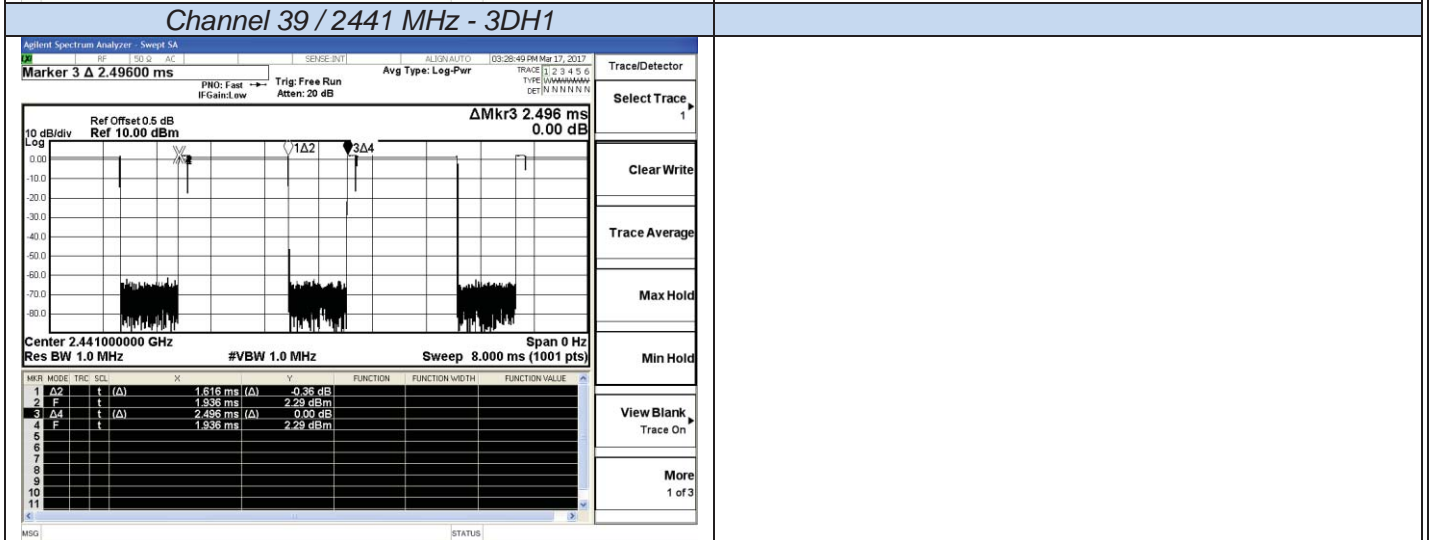 Channel 39 / 2441 MHz - 3DH1
Agilent Spectrum Analyzer - Swept SA
RF 50 Ω AC SENSE:INT ALIGN AUTO 03:28:49 PM Mar 17, 2017
Marker 3 Δ 2.49600 ms
PNO: Fast
IFGain:Low
Trig: Free Run
Atten: 20 dB
Avg Type: Log-Pwr
TRACE 1 2 3 4 5 6
TYPE
DET N N N N N N
Ref Offset 0.5 dB
10 dB/div Ref 10.00 dBm
ΔMkr3 2.496 ms
0.00 dB
Log
1Δ2 3Δ4
0.00
-10.0
-20.0
-30.0
-40.0
-50.0
-60.0
-70.0
-80.0
Center 2.441000000 GHz Span 0 Hz
Res BW 1.0 MHz #VBW 1.0 MHz Sweep 8.000 ms (1001 pts)
MKR MODE TRC SCL X Y FUNCTION FUNCTION WIDTH FUNCTION VALUE
1 Δ2 t (Δ) 1.616 ms (Δ) -0.36 dB
2 F t 1.936 ms 2.29 dBm
3 Δ4 t (Δ) 2.496 ms (Δ) 0.00 dB
4 F t 1.936 ms 2.29 dBm
5
6
7
8
9
10
11
MSG STATUS
Trace/Detector
Select Trace
1
Clear Write
Trace Average
Max Hold
Min Hold
View Blank
Trace On
More
1 of 3